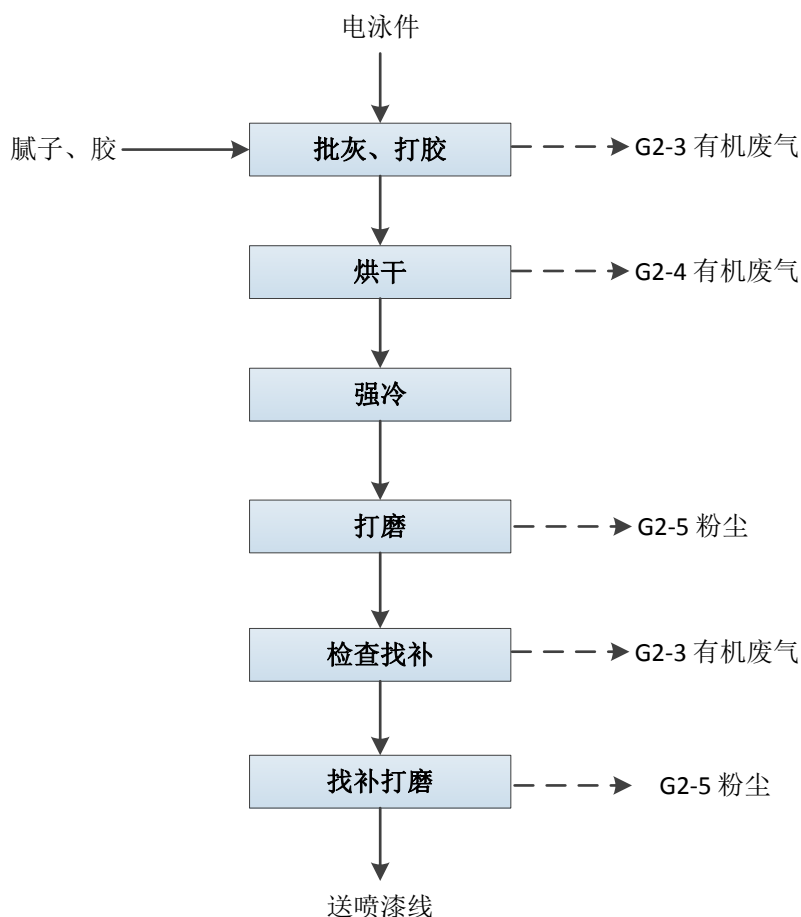 电泳件
腻子、胶
批灰、打胶
G2-3 有机废气
烘干
G2-4 有机废气
强冷
打磨
G2-5 粉尘
检查找补
G2-3 有机废气
找补打磨
G2-5 粉尘
送喷漆线